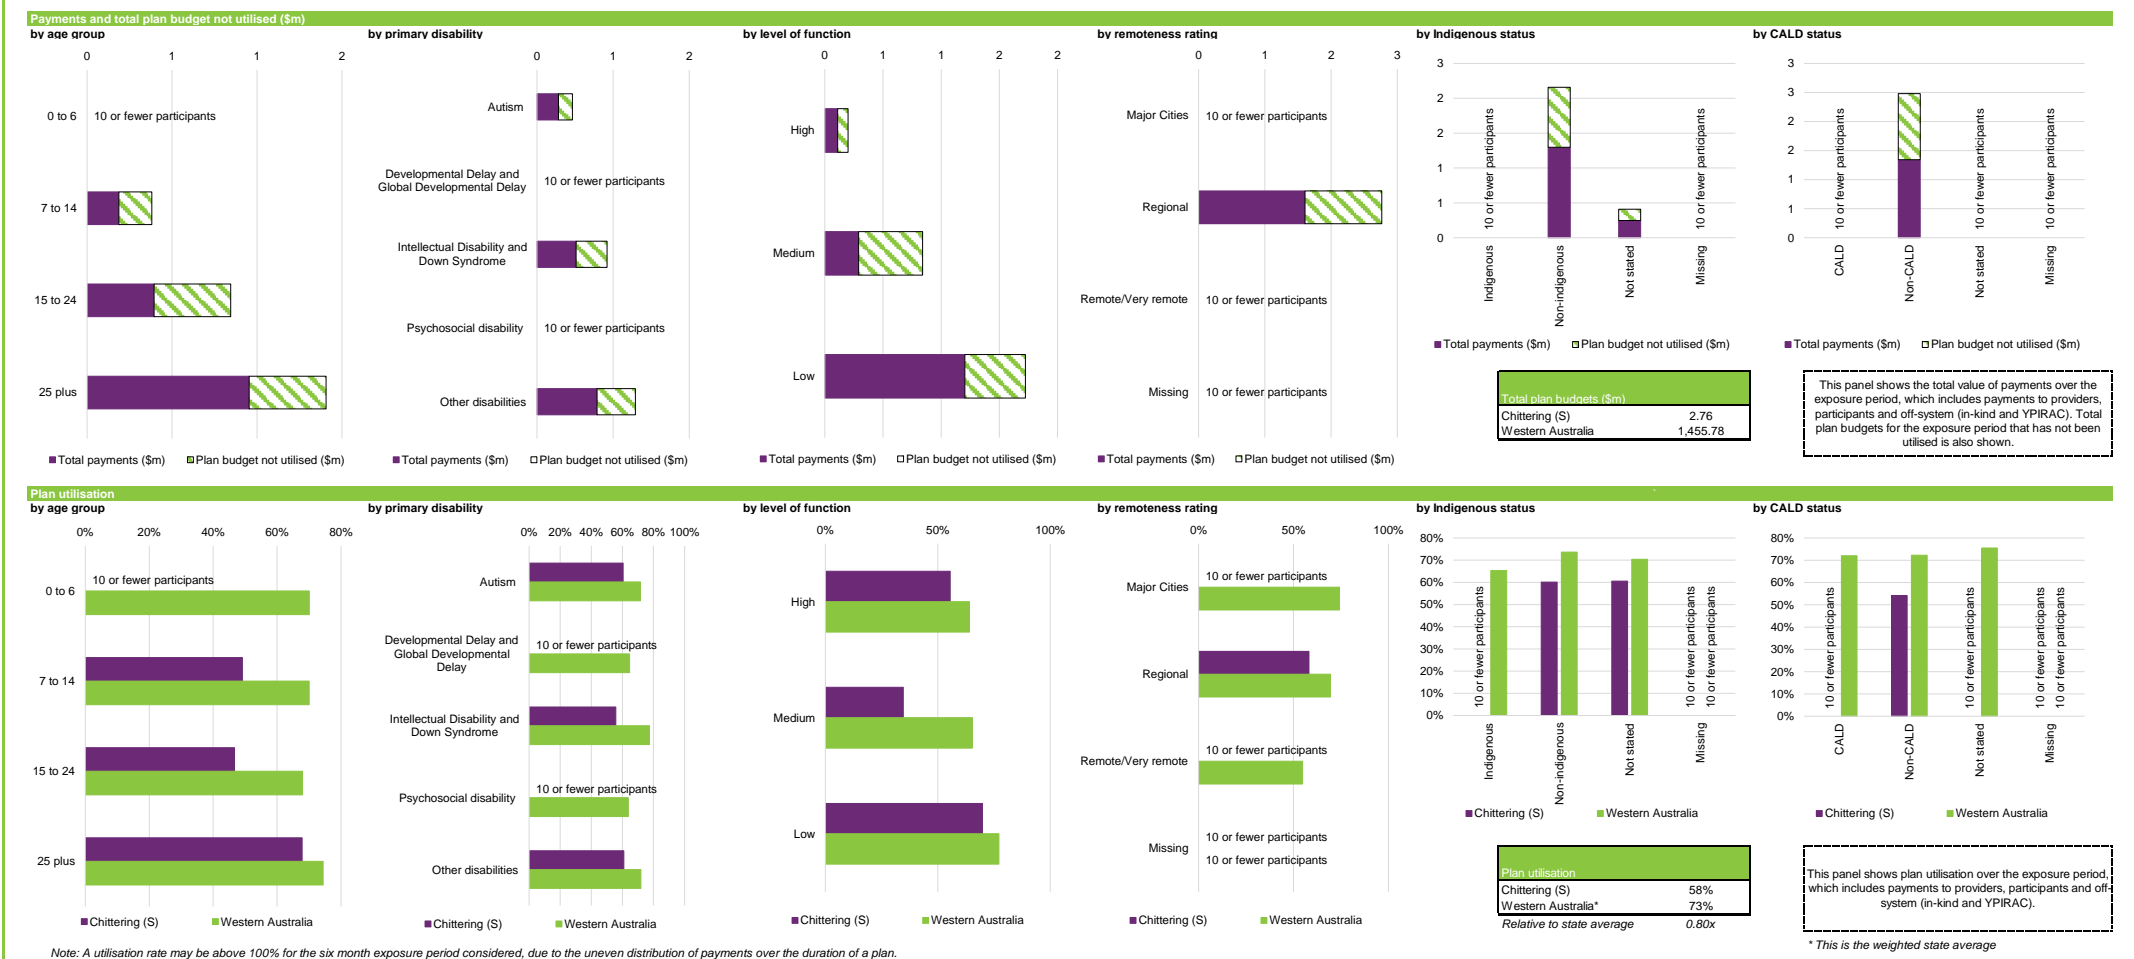 Payments and total plan budget not utilised ($m)
by age group
0 1 1 2
0 to 6
10 or fewer participants
7 to 14
15 to 24
25 plus
Total payments ($m) Plan budget not utilised ($m)
by primary disability
0 1 1 2
Autism
Developmental Delay and
Global Developmental Delay
10 or fewer participants
Intellectual Disability and
Down Syndrome
Psychosocial disability
10 or fewer participants
Other disabilities
Total payments ($m) Plan budget not utilised ($m)
by level of function
0 1 1 2 2
High
Medium
Low
Total payments ($m) Plan budget not utilised ($m)
by remoteness rating
0 1 2 3
Major Cities
10 or fewer participants
Regional
Remote/Very remote
10 or fewer participants
Missing
10 or fewer participants
Total payments ($m) Plan budget not utilised ($m)
by Indigenous status
3
2
2
1
1
0
10 or fewer participants
10 or fewer participants
Indigenous
Non-indigenous
Not stated
Missing
Total payments ($m) Plan budget not utilised ($m)
by CALD status
3
3
2
2
1
1
0
10 or fewer participants
10 or fewer participants
10 or fewer participants
CALD
Non-CALD
Not stated
Missing
Total payments ($m) Plan budget not utilised ($m)
Total plan budgets ($m)
Chittering (S) 2.76
Western Australia 1,455.78
This panel shows the total value of payments over the
exposure period, which includes payments to providers,
participants and off-system (in-kind and YPIRAC). Total
plan budgets for the exposure period that has not been
utilised is also shown.
Plan utilisation
by age group
0% 20% 40% 60% 80%
0 to 6
10 or fewer participants
7 to 14
15 to 24
25 plus
Chittering (S) Western Australia
by primary disability
0% 20% 40% 60% 80% 100%
Autism
Developmental Delay and
Global Developmental
Delay
10 or fewer participants
Intellectual Disability and
Down Syndrome
Psychosocial disability
10 or fewer participants
Other disabilities
Chittering (S) Western Australia
by level of function
0% 50% 100%
High
Medium
Low
Chittering (S) Western Australia
by remoteness rating
0% 50% 100%
Major Cities
10 or fewer participants
Regional
Remote/Very remote
10 or fewer participants
Missing
10 or fewer participants
10 or fewer participants
Chittering (S) Western Australia
by Indigenous status
80%
70%
60%
50%
40%
30%
20%
10%
0%
10 or fewer participants
10 or fewer participants
10 or fewer participants
Indigenous
Non-indigenous
Not stated
Missing
Chittering (S) Western Australia
by CALD status
80%
70%
60%
50%
40%
30%
20%
10%
0%
10 or fewer participants
10 or fewer participants
10 or fewer participants
10 or fewer participants
CALD
Non-CALD
Not stated
Missing
Chittering (S) Western Australia
Plan utilisation
Chittering (S) 58%
Western Australia* 73%
Relative to state average 0.80x
This panel shows plan utilisation over the exposure period,
which includes payments to providers, participants and off-
system (in-kind and YPIRAC).
* This is the weighted state average
Note: A utilisation rate may be above 100% for the six month exposure period considered, due to the uneven distribution of payments over the duration of a plan.